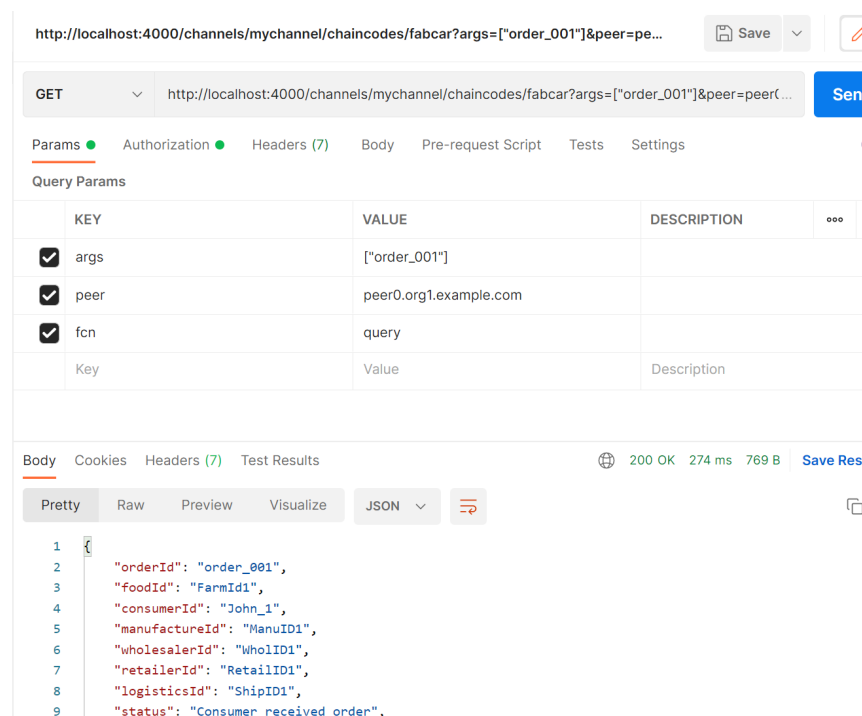 http://localhost:4000/channels/mychannel/chaincodes/fabcar?args=["order_001"]&peer=pe...
Save
GET
http://localhost:4000/channels/mychannel/chaincodes/fabcar?args=["order_001"]&peer=peer( ...
Sen
Params Authorization Headers (7) Body Pre-request Script Tests Settings
Query Params
KEY VALUE DESCRIPTION ooo
args ["order_001"]
peer peer0.org1.example.com
fcn query
Key Value Description
Body Cookies Headers (7) Test Results 200 OK 274 ms 769 B Save Res
Pretty Raw Preview Visualize JSON
1 {
2 "orderId": "order_001",
3 "foodId": "FarmId1",
4 "consumerId": "John_1",
5 "manufactureId": "ManuID1",
6 "wholesalerId": "WholID1",
7 "retailerId": "RetailID1",
8 "logisticsId": "ShipID1",
9 "status": "Consumer received order",